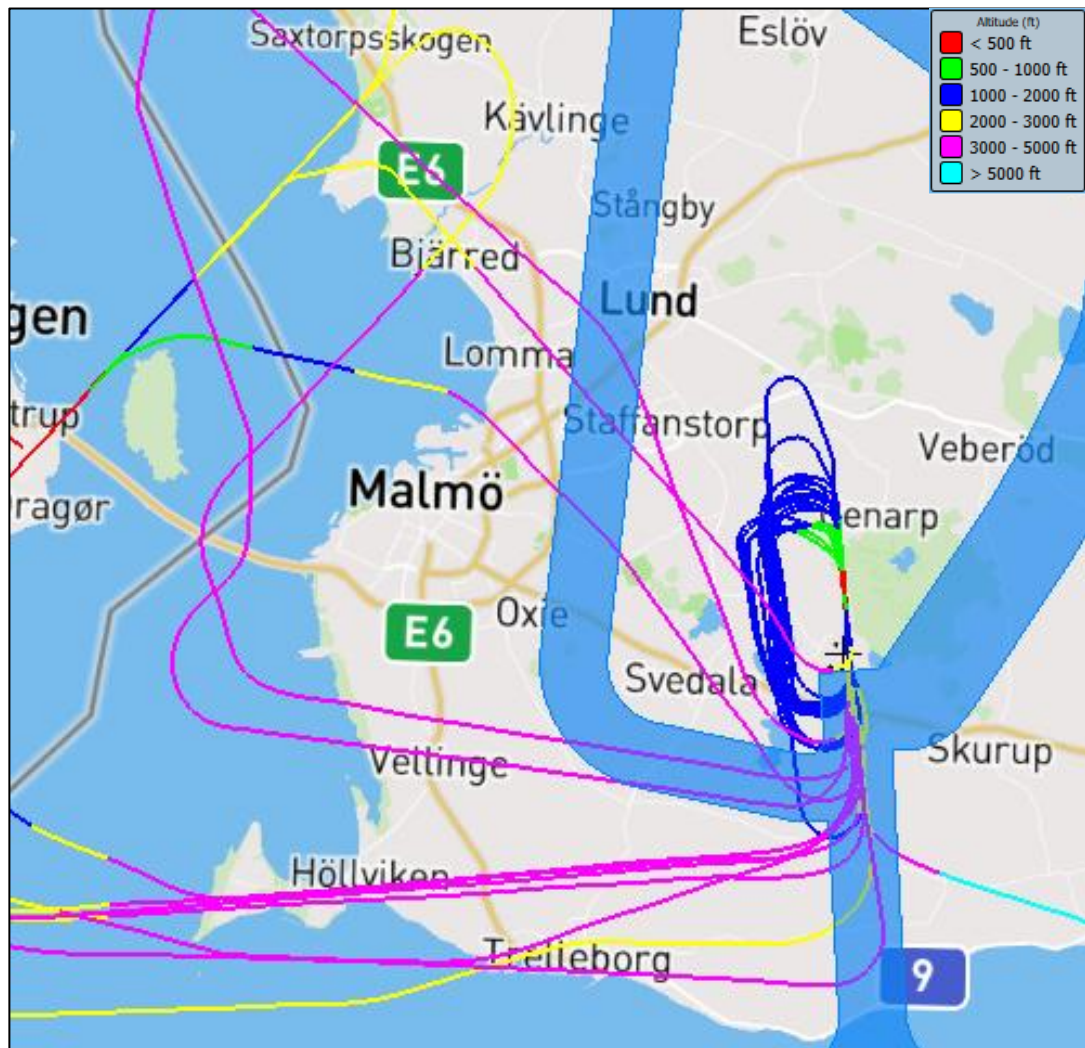 Altitude (ft)
< 500 ft
500 - 1000 ft
1000 - 2000 ft
2000 - 3000 ft
3000 - 5000 ft
> 5000 ft
Saxtorpsskogen
Eslöv
Kävlinge
E6
Stångby
Bjärred
Lund
gen
Lomma
trup
Staffanstorp
Veberöd
Malmö
ragør
Genarp
Oxie
E6
Svedala
Skurup
Vellinge
Höllviken
Trelleborg
9